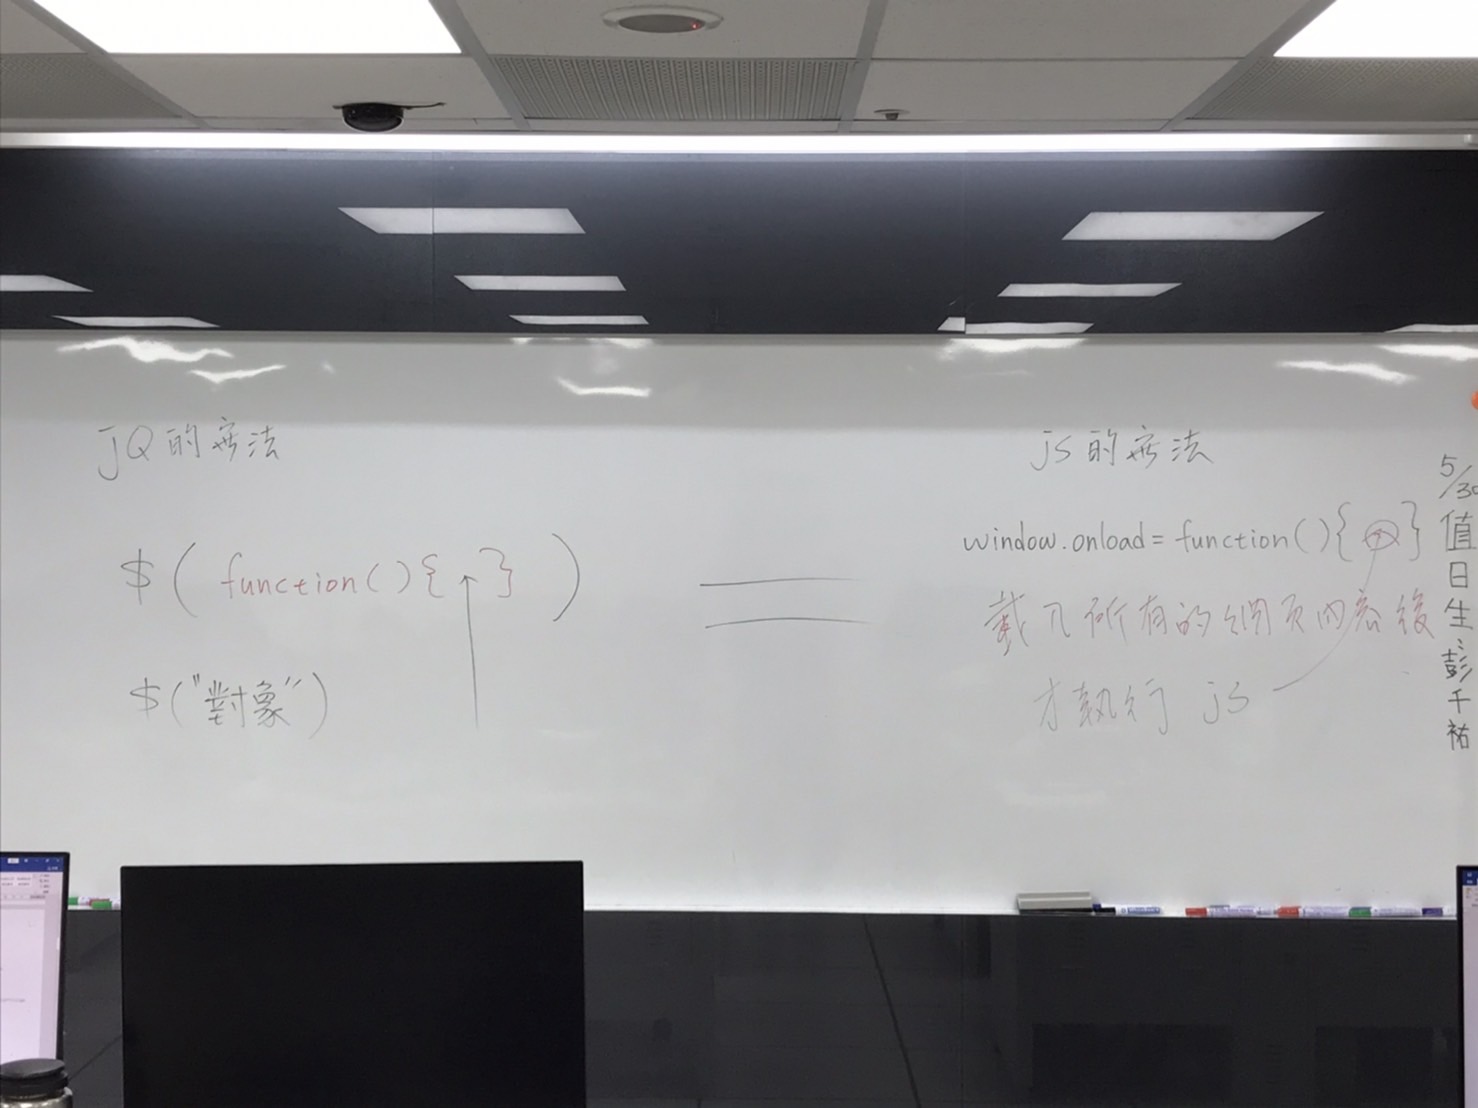 jQ的寫法
$( function(){ } )
$("對象")
js的寫法
window.onload=function(){ }
載入所有的網頁內容後
才執行 js
5/30
值日生:彭千祐